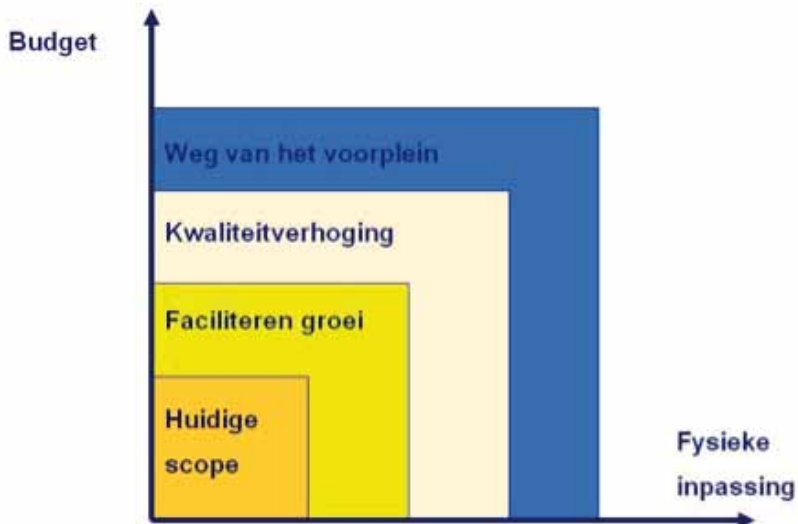 Budget
Weg van het voorplein
Kwaliteitverhoging
Faciliteren groei
Huidige
scope
Fysieke
inpassing